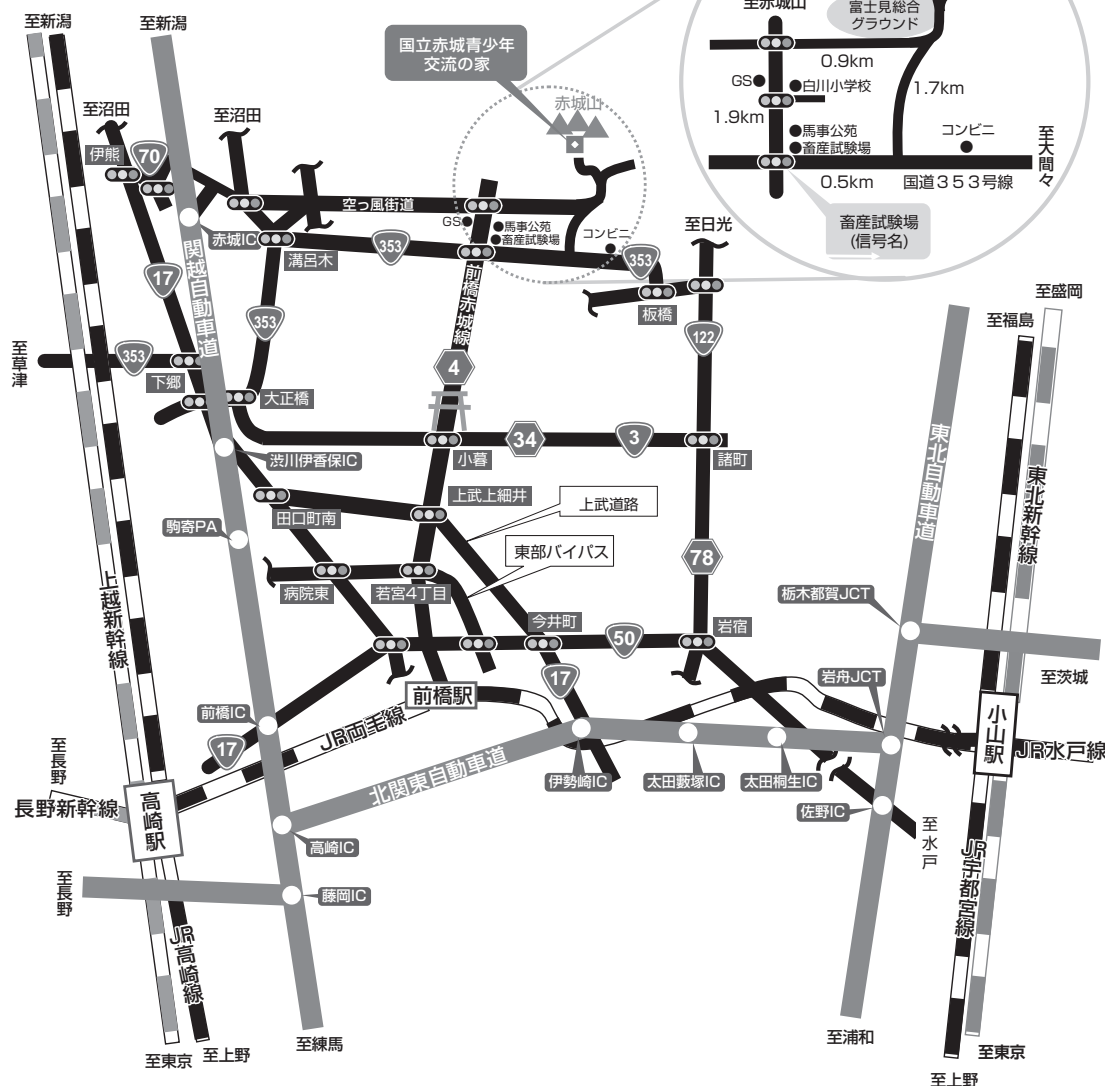 至新潟
至新潟
国立赤城青少年
交流の家
至赤城山
富士見総合
グラウンド
0.9km
GS
白川小学校
1.7km
1.9km
馬事公苑
畜産試験場
コンビニ
至大間々
0.5km
国道353号線
畜産試験場
(信号名)
至沼田
至沼田
赤城山
伊熊
70
空っ風街道
GS
馬事公苑
畜産試験場
コンビニ
至日光
赤城IC
溝呂木
353
353
板橋
17
関越自動車道
353
前橋赤城線
122
至盛岡
至福島
至草津
353
下郷
大正橋
4
34
3
小暮
諸町
渋川伊香保IC
東北自動車道
東北新幹線
田口町南
上武上細井
上武道路
駒寄PA
東部バイパス
78
上越新幹線
病院東
若宮4丁目
栃木都賀JCT
今井町
50
岩宿
17
岩舟JCT
至茨城
前橋駅
前橋IC
17
JR両毛線
小山駅
JR水戸線
至長野
長野新幹線
高崎駅
北関東自動車道
伊勢崎IC
太田藪塚IC
太田桐生IC
佐野IC
至水戸
高崎IC
至長野
藤岡IC
JR高崎線
JR宇都宮線
至東京
至上野
至練馬
至浦和
至東京
至上野